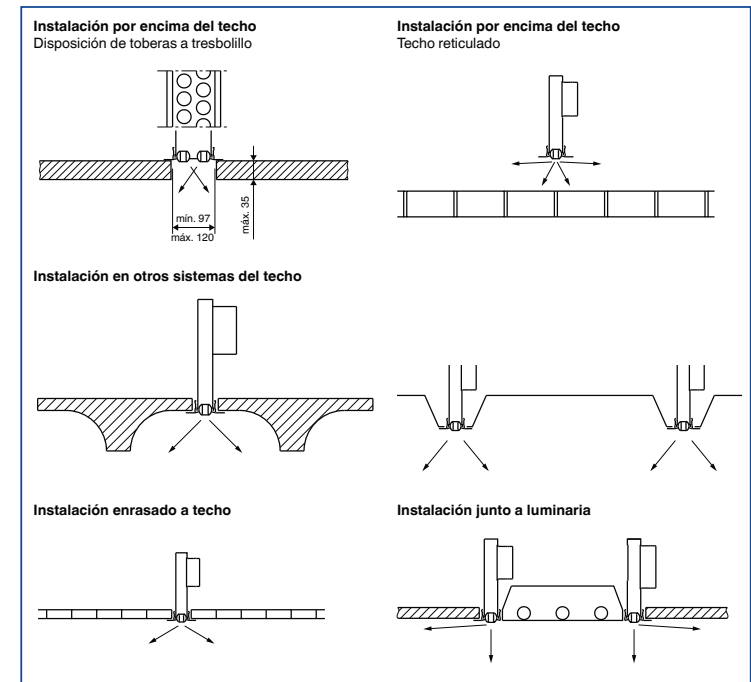 Instalación por encima del techo
Disposición de toberas a tresbolillo
mín. 97
máx. 120
máx. 35
Instalación por encima del techo
Techo reticulado
Instalación en otros sistemas del techo
Instalación enrasado a techo
Instalación junto a luminaria